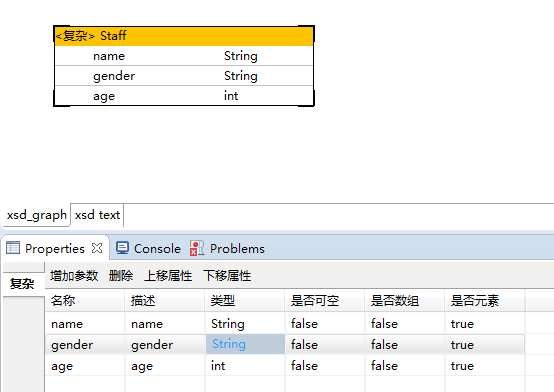 <复杂> Staff
name String
gender String
age int
xsd_graph xsd text
Properties Console Problems
复杂 增加参数 删除 上移属性 下移属性
名称 描述 类型 是否可空 是否数组 是否元素
name name String false false true
gender gender String false false true
age age int false false true